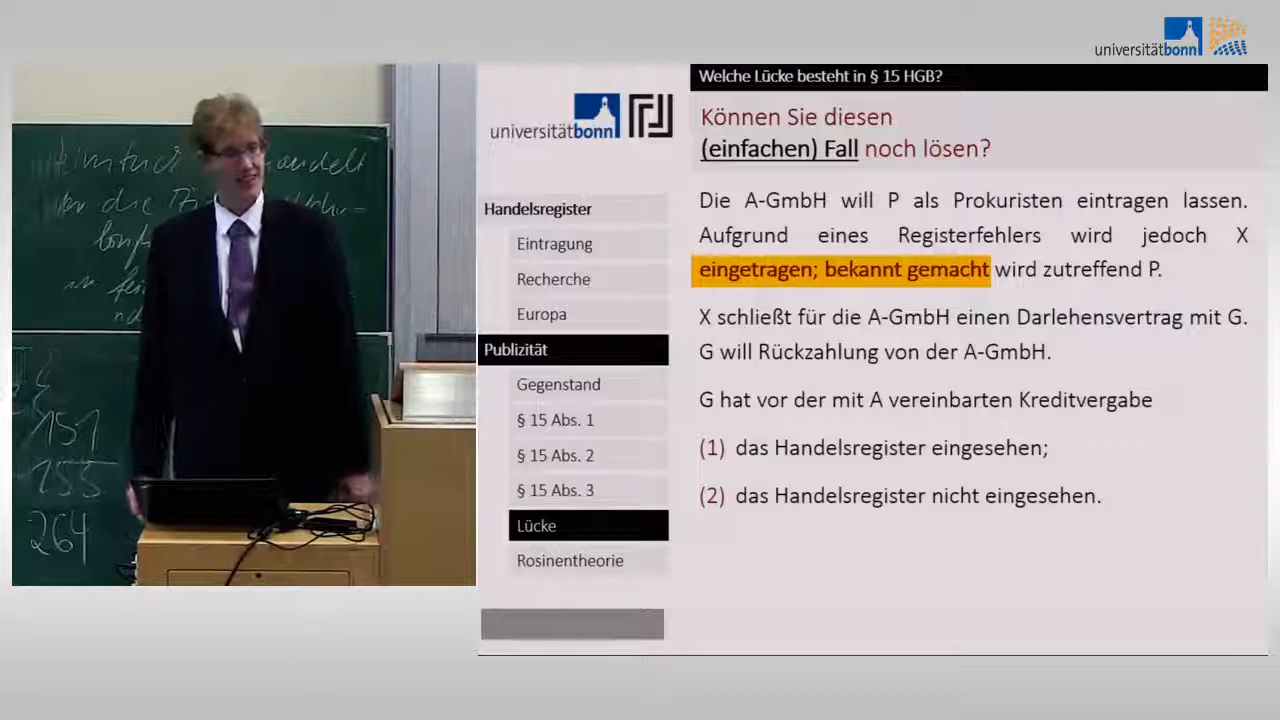 universitätbonn
Welche Lücke besteht in § 15 HGB?
universitätbonn
Können Sie diesen
(einfachen) Fall noch lösen?
Handelsregister
Eintragung
Recherche
Europa
Publizität
Gegenstand
§ 15 Abs. 1
§ 15 Abs. 2
§ 15 Abs. 3
Lücke
Rosinentheorie
Die A-GmbH will P als Prokuristen eintragen lassen.
Aufgrund eines Registerfehlers wird jedoch X
eingetragen; bekannt gemacht wird zutreffend P.
X schließt für die A-GmbH einen Darlehensvertrag mit G.
G will Rückzahlung von der A-GmbH.
G hat vor der mit A vereinbarten Kreditvergabe
(1) das Handelsregister eingesehen;
(2) das Handelsregister nicht eingesehen.
151
155
264